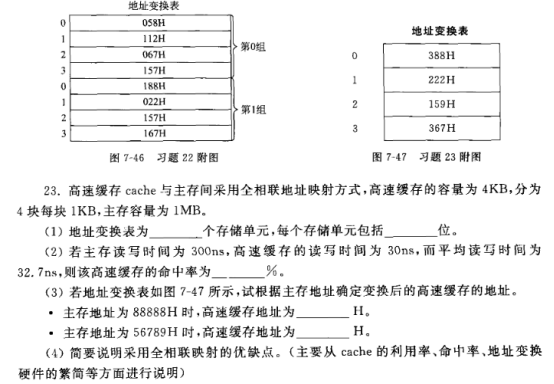 地址变换表
0 058H
1 112H
2 067H
3 157H
第0组
0 188H
1 022H
2 157H
3 167H
第1组
图 7-46 习题 22 附图
地址变换表
0 388H
1 222H
2 159H
3 367H
图 7-47 习题 23 附图
23. 高速缓存 cache 与主存间采用全相联地址映射方式,高速缓存的容量为 4KB,分为
4 块每块 1KB,主存容量为 1MB。
(1) 地址变换表为________个存储单元,每个存储单元包括________位。
(2) 若主存读写时间为 300ns,高速缓存的读写时间为 30ns,而平均读写时间为
32.7ns,则该高速缓存的命中率为________%。
(3) 若地址变换表如图 7-47 所示,试根据主存地址确定变换后的高速缓存的地址。
• 主存地址为 88888H 时,高速缓存地址为________H。
• 主存地址为 56789H 时,高速缓存地址为________H。
(4) 简要说明采用全相联映射的优缺点。(主要从 cache 的利用率、命中率、地址变换
硬件的繁简等方面进行说明)